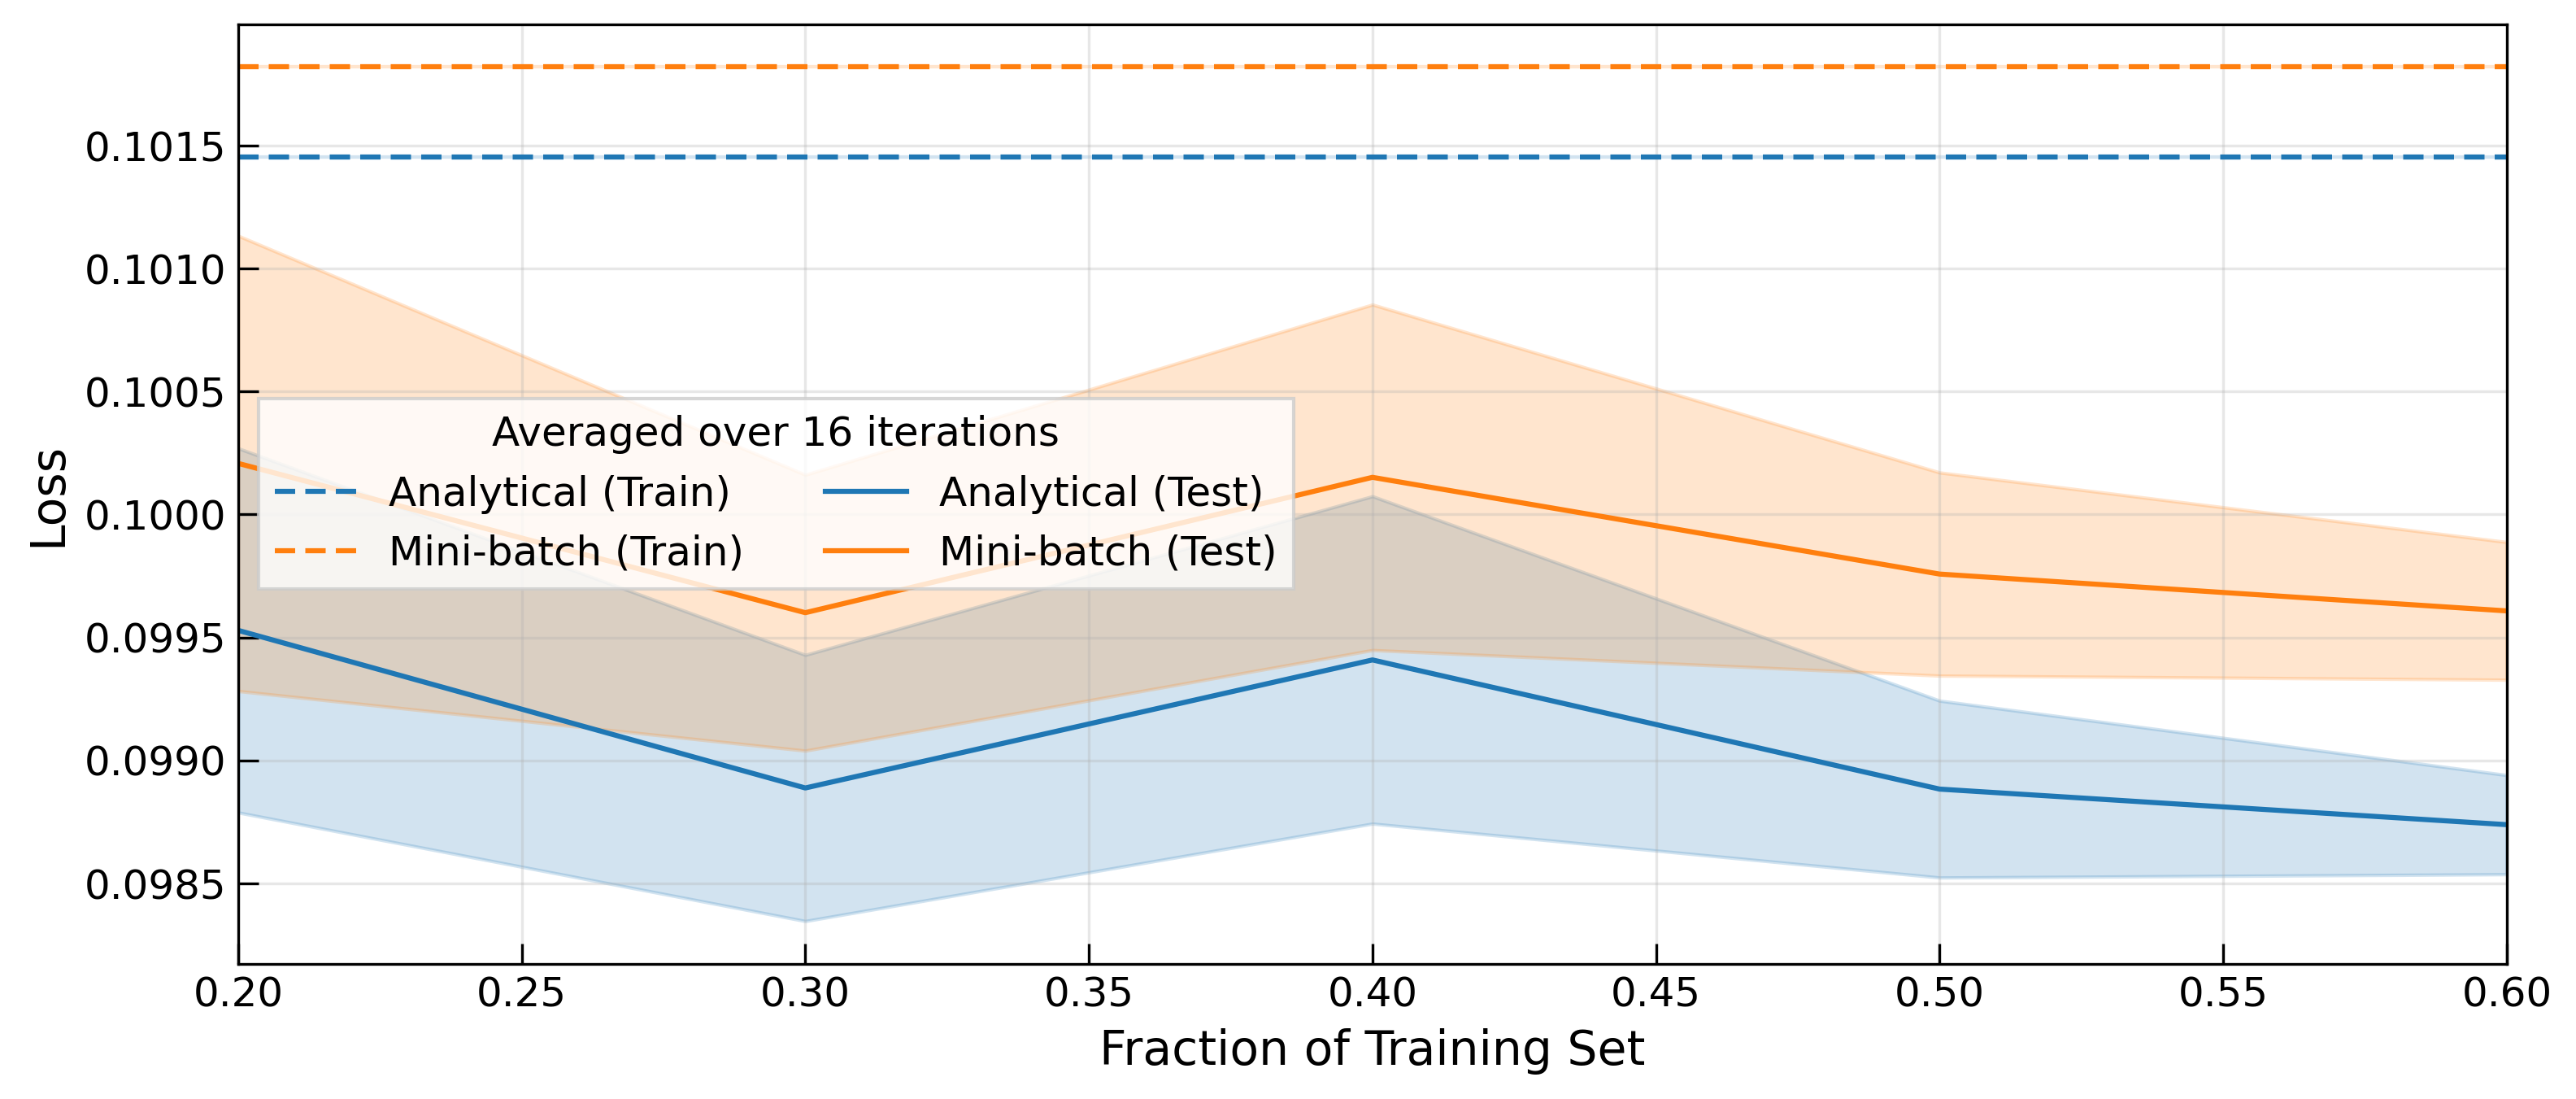 0.1015
0.1010
0.1005
0.1000
0.0995
0.0990
0.0985
Loss
Averaged over 16 iterations
Analytical (Train)
Mini-batch (Train)
Analytical (Test)
Mini-batch (Test)
0.20 0.25 0.30 0.35 0.40 0.45 0.50 0.55 0.60
Fraction of Training Set